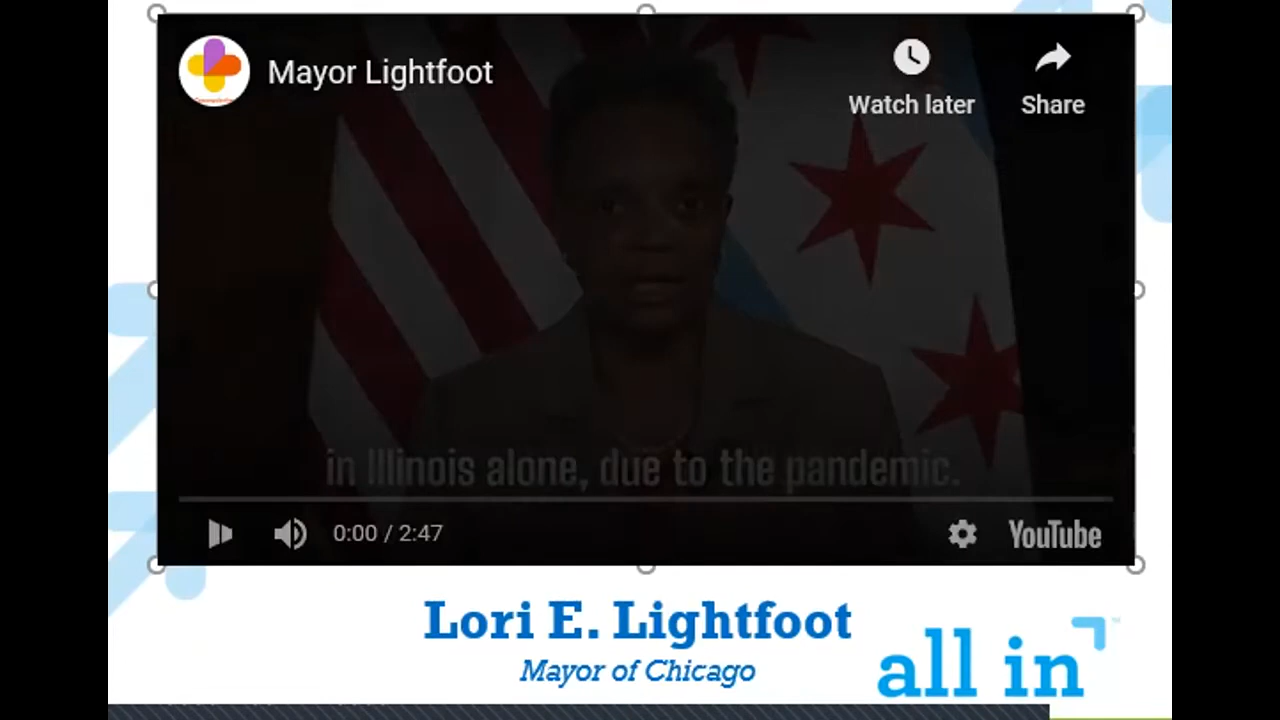 Mayor Lightfoot
Watch later
Share
in Illinois alone, due to the pandemic.
0:00 / 2:47
YouTube
Lori E. Lightfoot
Mayor of Chicago
all in